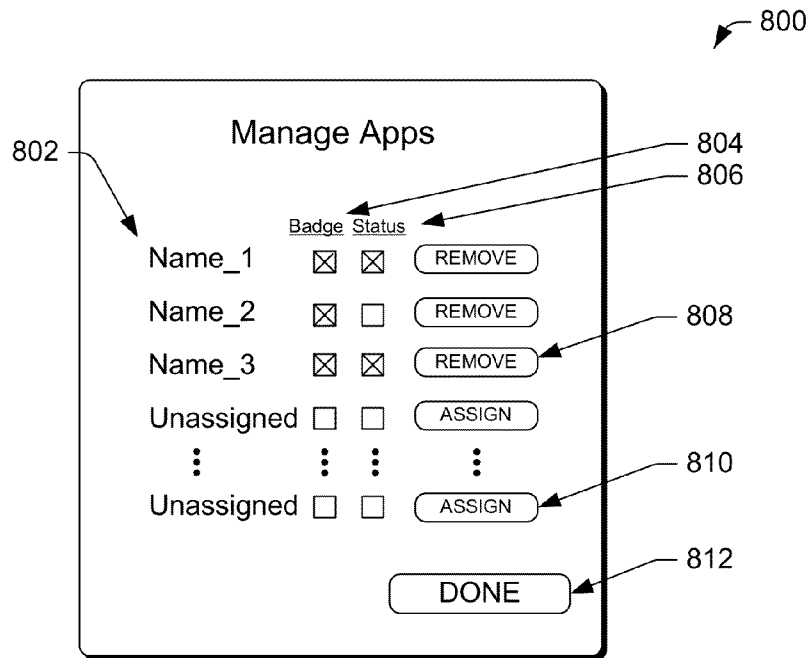 800
Manage Apps
802
804
806
Badge Status
Name_1 REMOVE
Name_2 REMOVE
808
Name_3 REMOVE
Unassigned ASSIGN
810
Unassigned ASSIGN
812
DONE